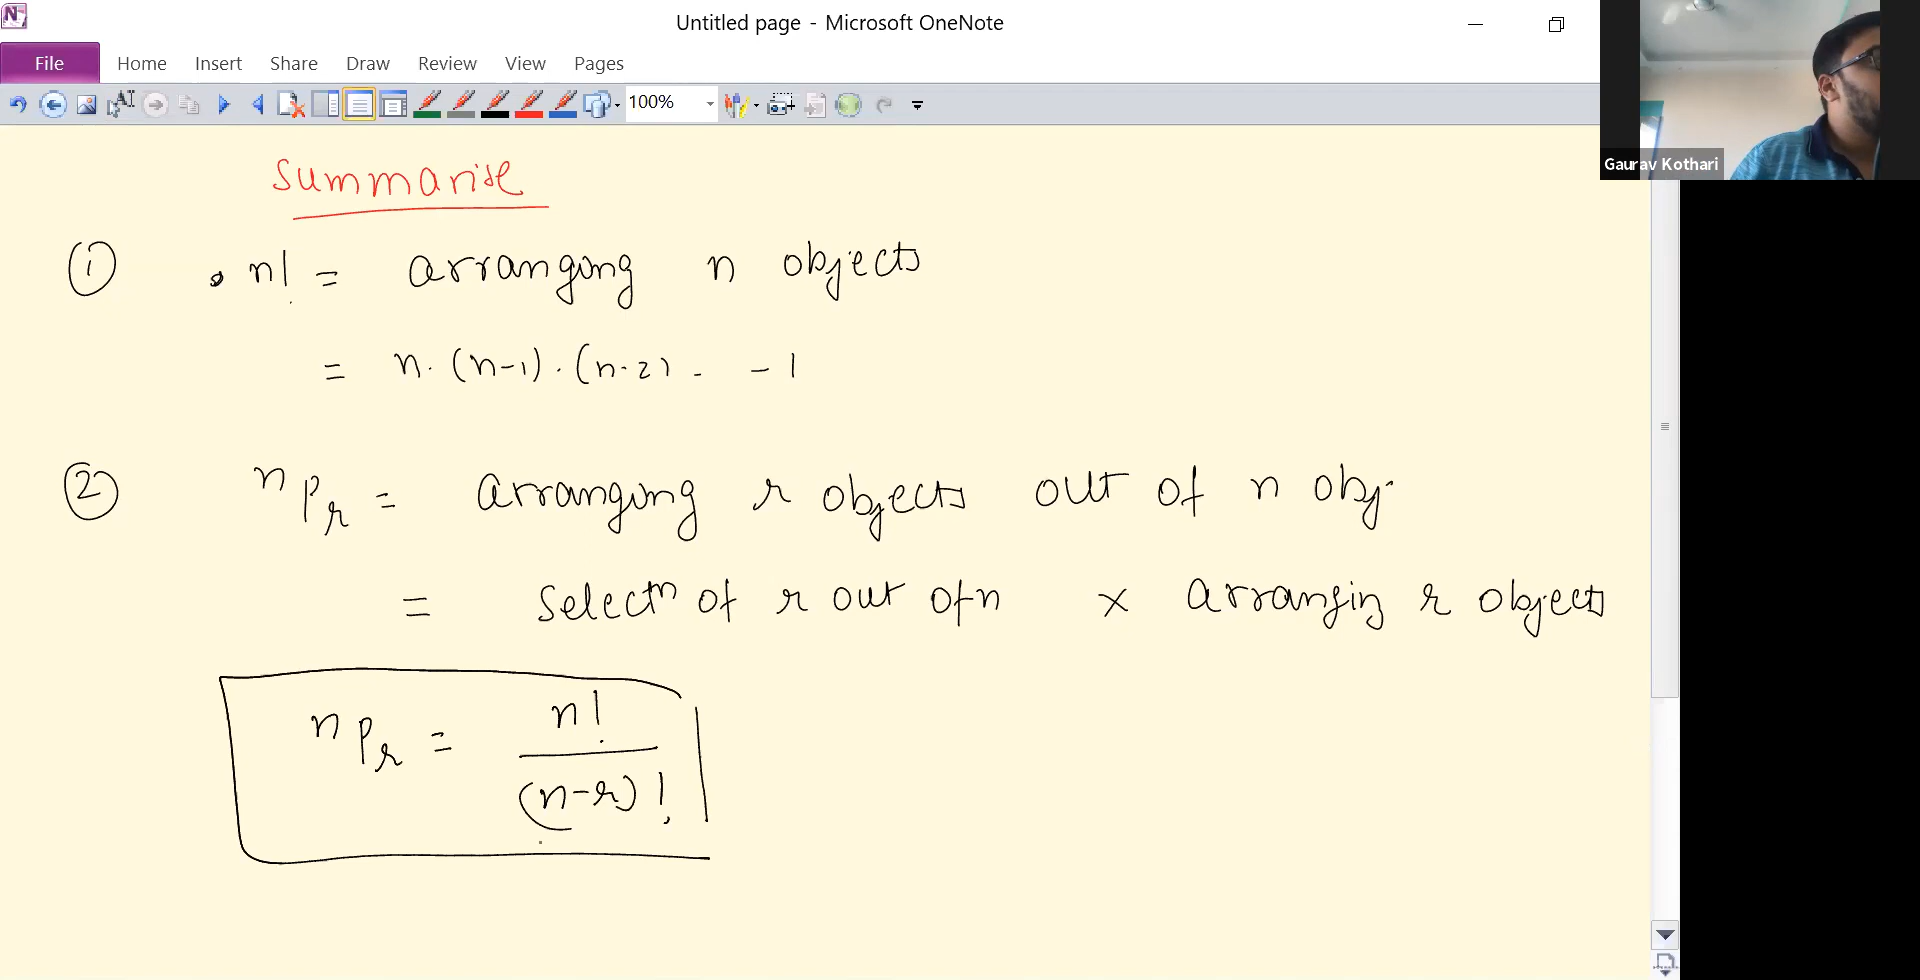 Untitled page - Microsoft OneNote
File Home Insert Share Draw Review View Pages
100%
Gaurav Kothari
Summarise
① • n! = arranging n objects
= n · (n-1) · (n-2) - - 1
② nPr = arranging r objects out of n obj.
= selectn of r out of n × arranging r objects
nPr = n! / (n-r)!